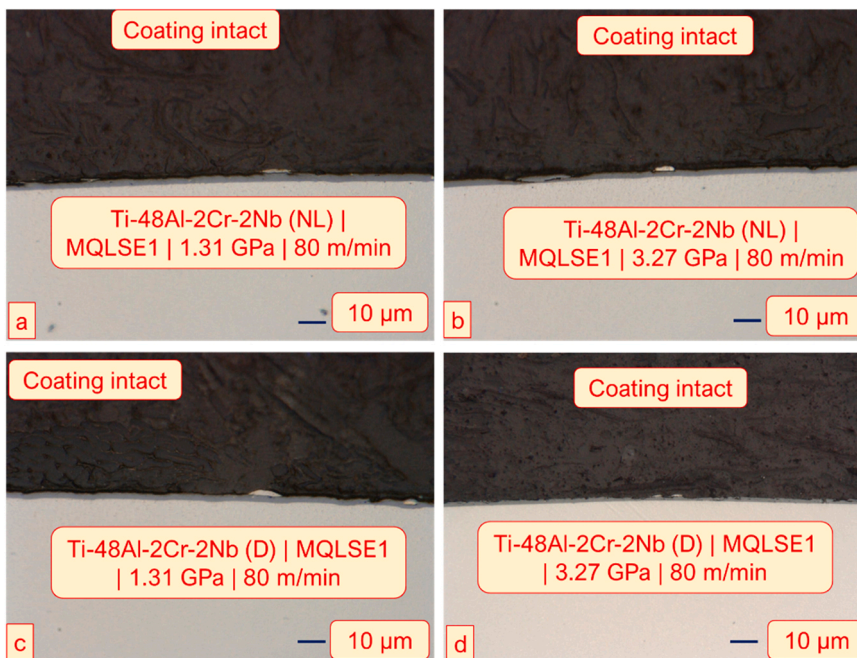 Coating intact
Ti-48Al-2Cr-2Nb (NL) |
MQLSE1 | 1.31 GPa | 80 m/min
a
10 µm
Coating intact
Ti-48Al-2Cr-2Nb (NL) |
MQLSE1 | 3.27 GPa | 80 m/min
b
10 µm
Coating intact
Ti-48Al-2Cr-2Nb (D) | MQLSE1
| 1.31 GPa | 80 m/min
c
10 µm
Coating intact
Ti-48Al-2Cr-2Nb (D) | MQLSE1
| 3.27 GPa | 80 m/min
d
10 µm